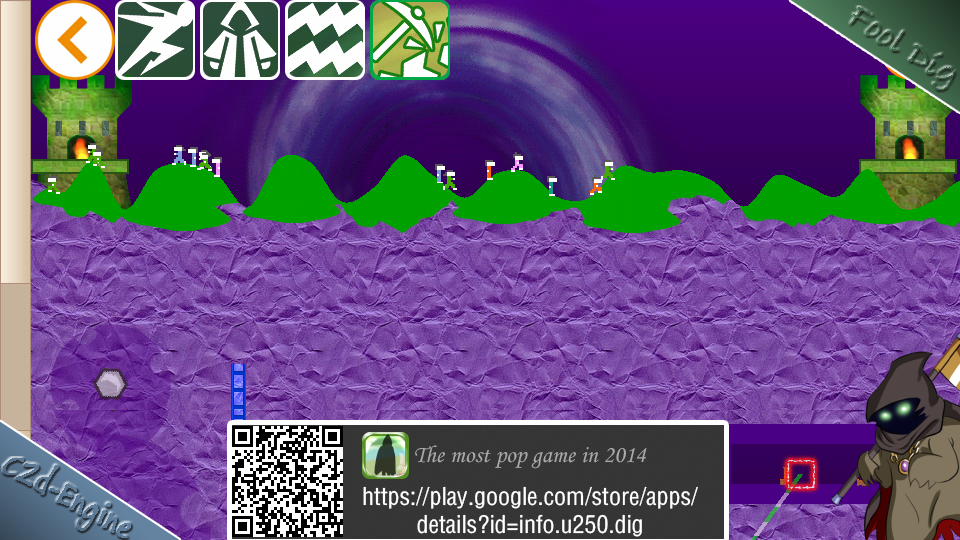 Fool Dig
c2d-Engine
The most pop game in 2014
https://play.google.com/store/apps/
details?id=info.u250.dig